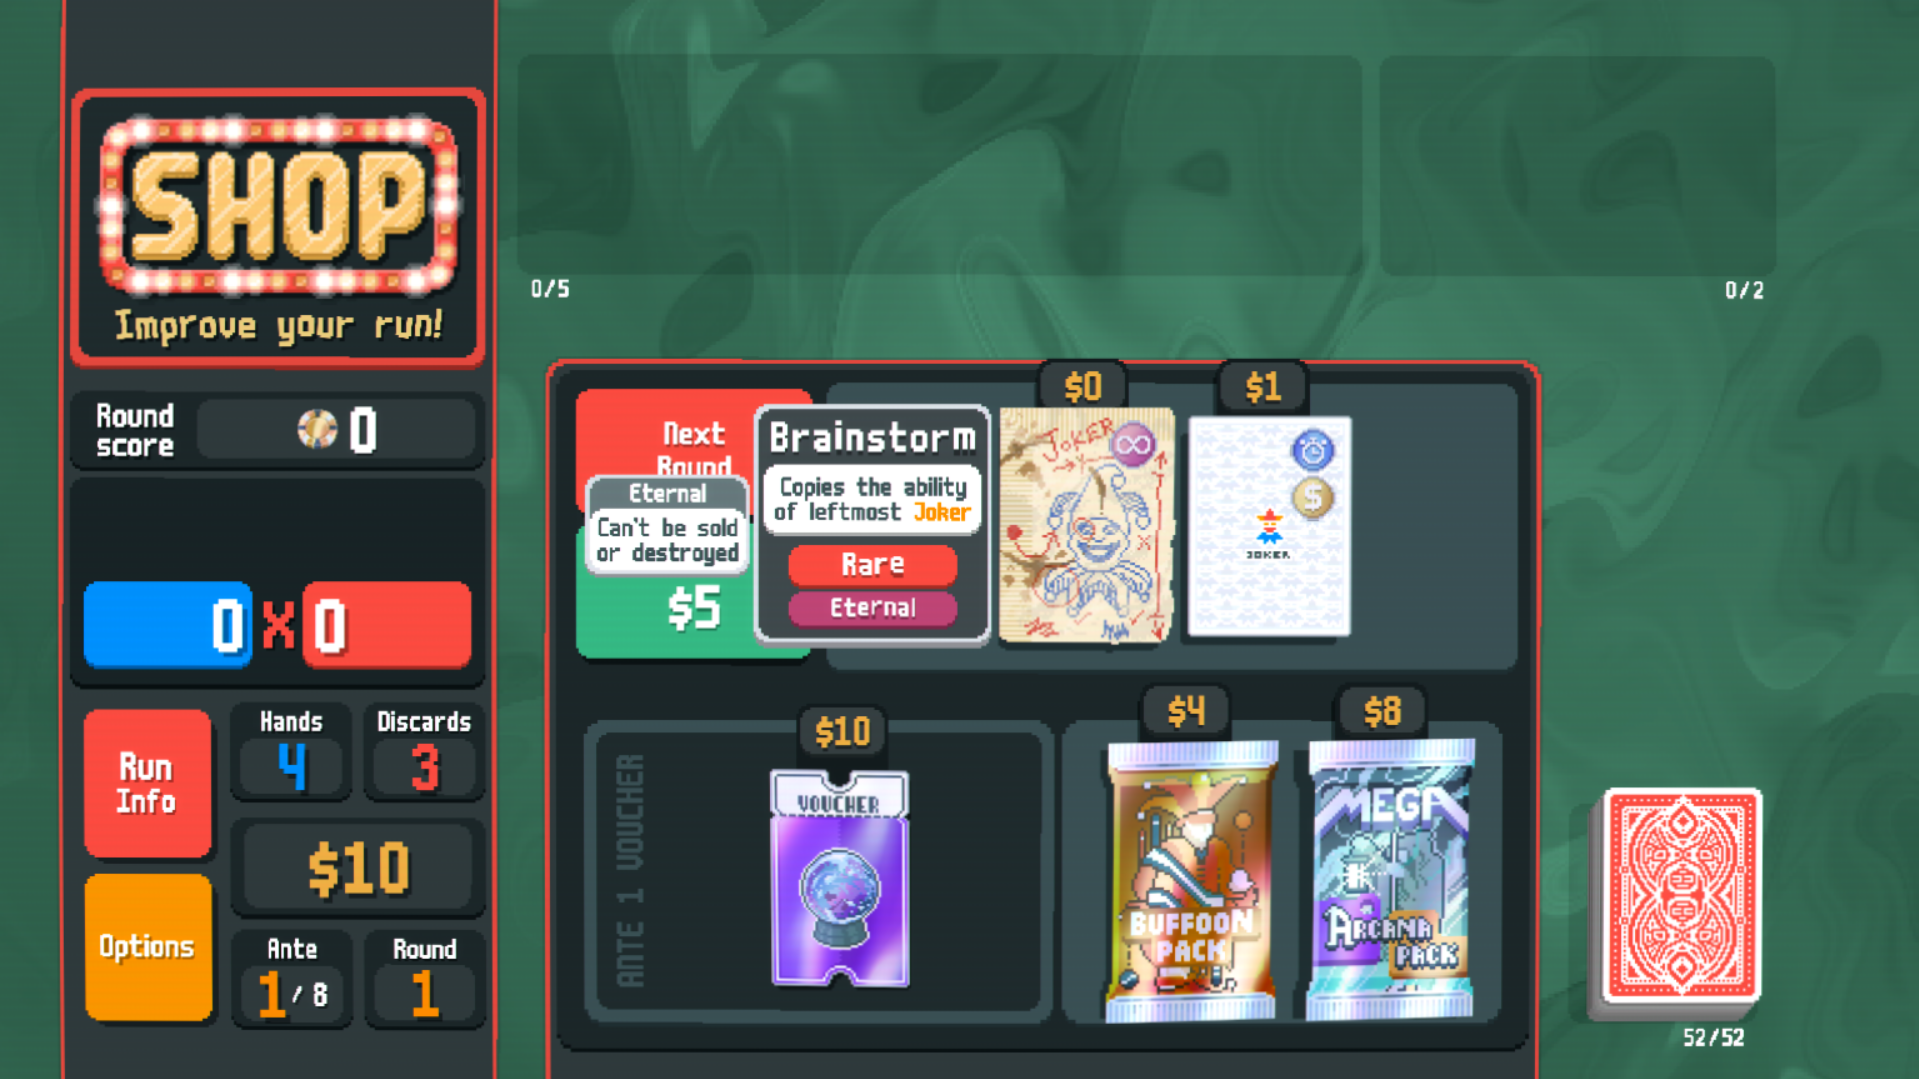 SHOP
Improve your run!
Round
score
0
0 X 0
Run
Info
Options
Hands
4
Discards
3
$10
Ante
1 / 8
Round
1
0/5
0/2
Next
Round
$5
Eternal
Can't be sold
or destroyed
Brainstorm
Copies the ability
of leftmost Joker
Rare
Eternal
$0
JOKER
$1
$
JOKER
ANTE 1 VOUCHER
$10
VOUCHER
$4
BUFFOON
PACK
$8
MEGA
ARCANA
PACK
52/52